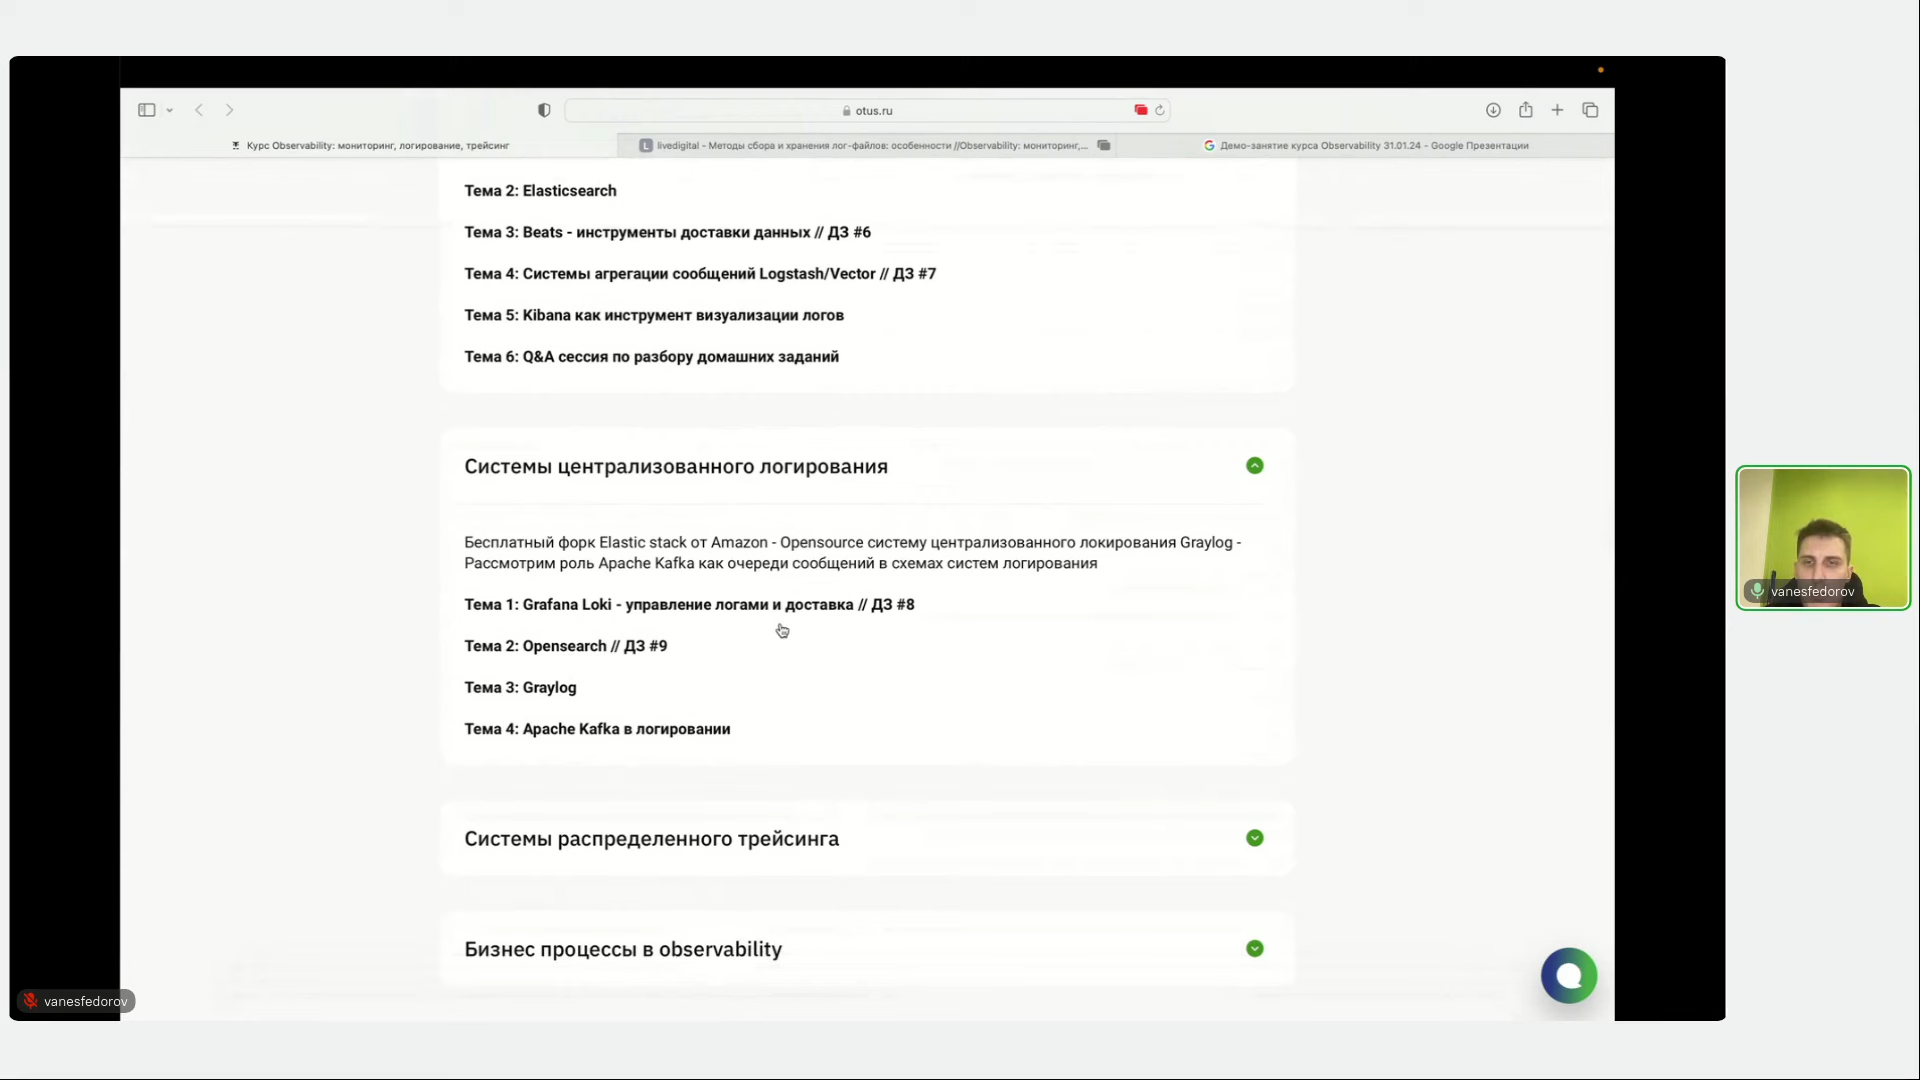 otus.ru
Курс Observability: мониторинг, логирование, трейсинг
L livedigital - Методы сбора и хранения лог-файлов: особенности //Observability: мониторинг,...
Демо-занятие курса Observability 31.01.24 - Google Презентации
Тема 2: Elasticsearch
Тема 3: Beats - инструменты доставки данных // ДЗ #6
Тема 4: Системы агрегации сообщений Logstash/Vector // ДЗ #7
Тема 5: Kibana как инструмент визуализации логов
Тема 6: Q&A сессия по разбору домашних заданий
Системы централизованного логирования
Бесплатный форк Elastic stack от Amazon - Opensource систему централизованного локирования Graylog -
Рассмотрим роль Apache Kafka как очереди сообщений в схемах систем логирования
Тема 1: Grafana Loki - управление логами и доставка // ДЗ #8
Тема 2: Opensearch // ДЗ #9
Тема 3: Graylog
Тема 4: Apache Kafka в логировании
Системы распределенного трейсинга
Бизнес процессы в observability
vanesfedorov
vanesfedorov